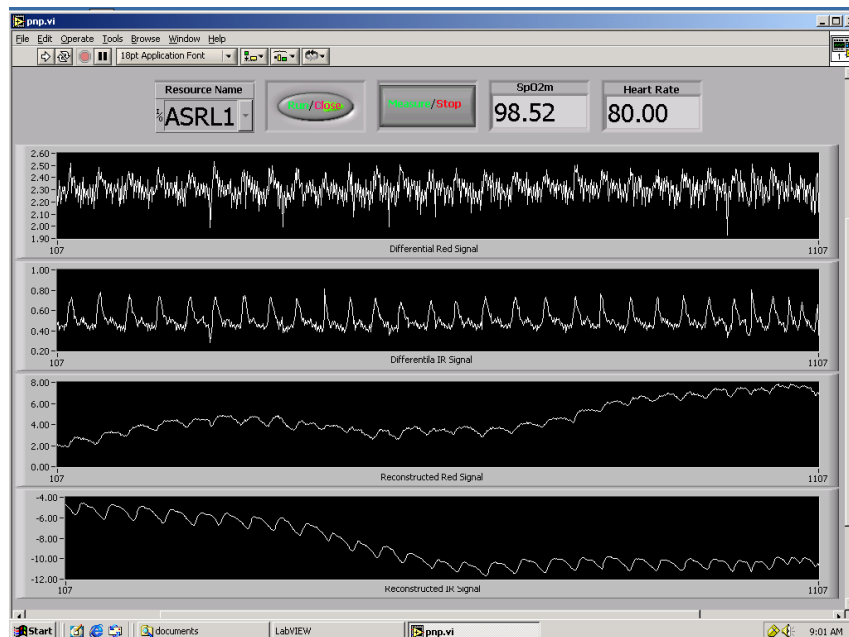 pnp.vi
File Edit Operate Tools Browse Window Help
18pt Application Font
1
Resource Name
I/O ASRL1
Run/Close
Measure/Stop
SpO2m
98.52
Heart Rate
80.00
2.60
2.50
2.40
2.30
2.20
2.10
2.00
1.90
107 1107
Differential Red Signal
1.00
0.80
0.60
0.40
0.20
107 1107
Differentila IR Signal
8.00
6.00
4.00
2.00
0.00
107 1107
Reconstructed Red Signal
-4.00
-6.00
-8.00
-10.00
-12.00
107 1107
Reconstructed IR Signal
Start documents LabVIEW pnp.vi 9:01 AM